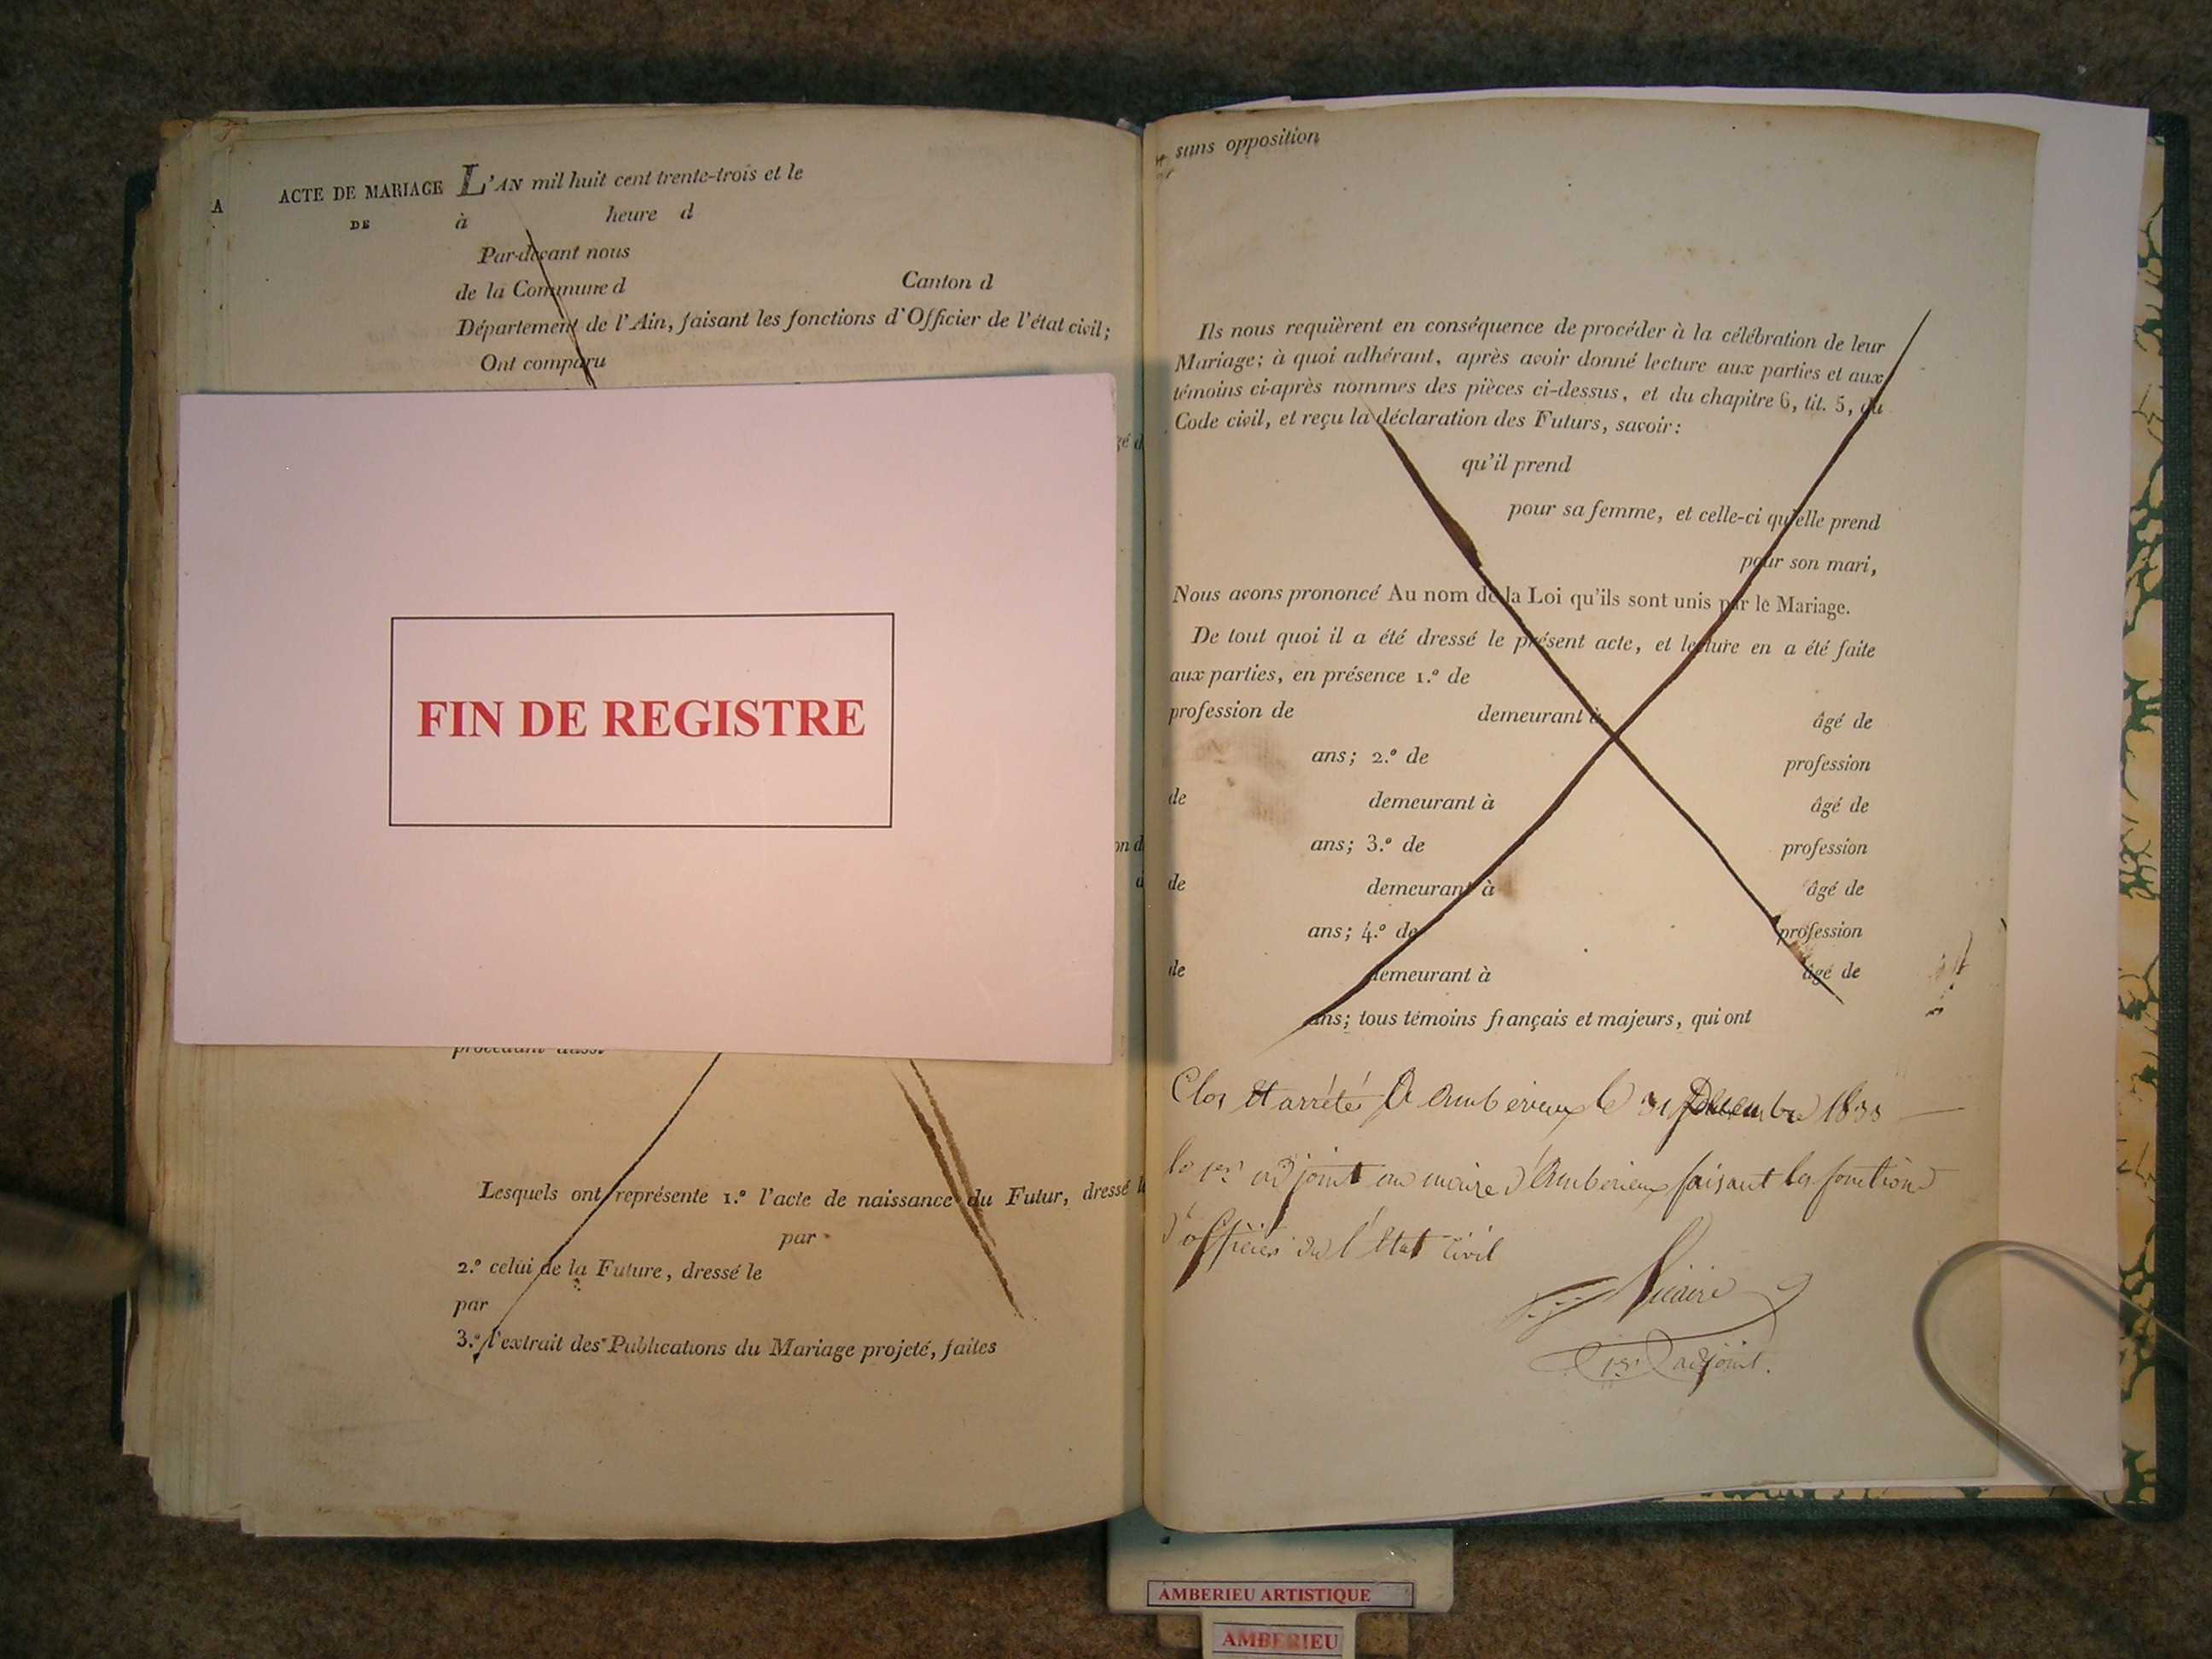 A
ACTE DE MARIAGE
DE
L'AN mil huit cent trente-trois et le
à heure d
Par-devant nous
de la Commune d Canton d
Département de l'Ain, faisant les fonctions d'Officier de l'état civil;
Ont comparu
gé d
FIN DE REGISTRE
on d
à
procédant aussi
Lesquels ont représenté 1.º l'acte de naissance du Futur, dressé l
par
2.º celui de la Future, dressé le
par
3.º l'extrait des Publications du Mariage projeté, faites
sans opposition
Ils nous requièrent en conséquence de procéder à la célébration de leur
Mariage; à quoi adhérant, après avoir donné lecture aux parties et aux
témoins ci-après nommes des pièces ci-dessus, et du chapitre 6, tit. 5, du
Code civil, et reçu la déclaration des Futurs, savoir:
qu'il prend
pour sa femme, et celle-ci qu'elle prend
pour son mari,
Nous avons prononcé Au nom de la Loi qu'ils sont unis par le Mariage.
De tout quoi il a été dressé le présent acte, et lecture en a été faite
aux parties, en présence 1.º de
profession de demeurant à âgé de
ans; 2.º de profession
de demeurant à âgé de
ans; 3.º de profession
de demeurant à âgé de
ans; 4.º de profession
de demeurant à âgé de
ans; tous témoins français et majeurs, qui ont
Clos et arrêté à Amberieux le 31 Décembre 1833
le 1er adjoint au maire d'Amberieux faisant les fonctions
d'officier de l'état civil
1er adjoint.
AMBERIEU ARTISTIQUE
AMBERIEU